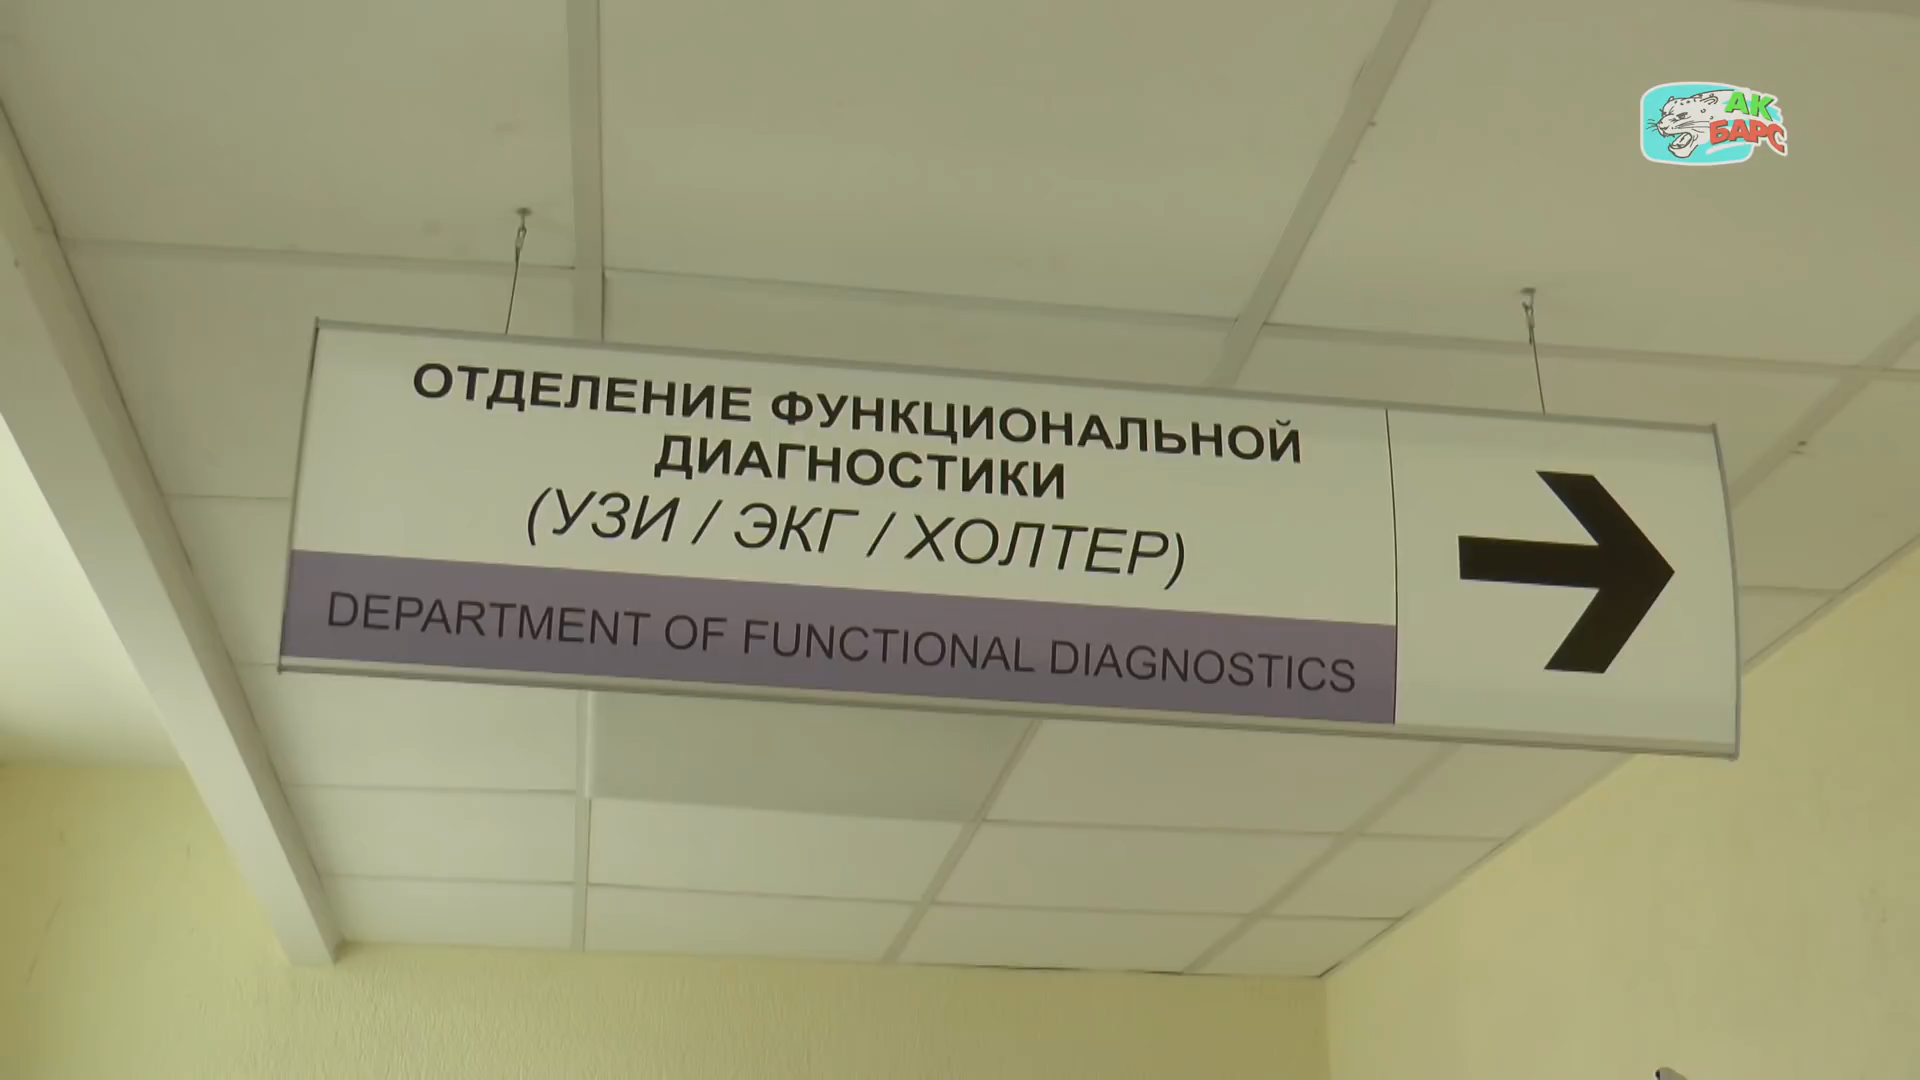 АК
БАРС
ОТДЕЛЕНИЕ ФУНКЦИОНАЛЬНОЙ
ДИАГНОСТИКИ
(УЗИ / ЭКГ / ХОЛТЕР)
DEPARTMENT OF FUNCTIONAL DIAGNOSTICS